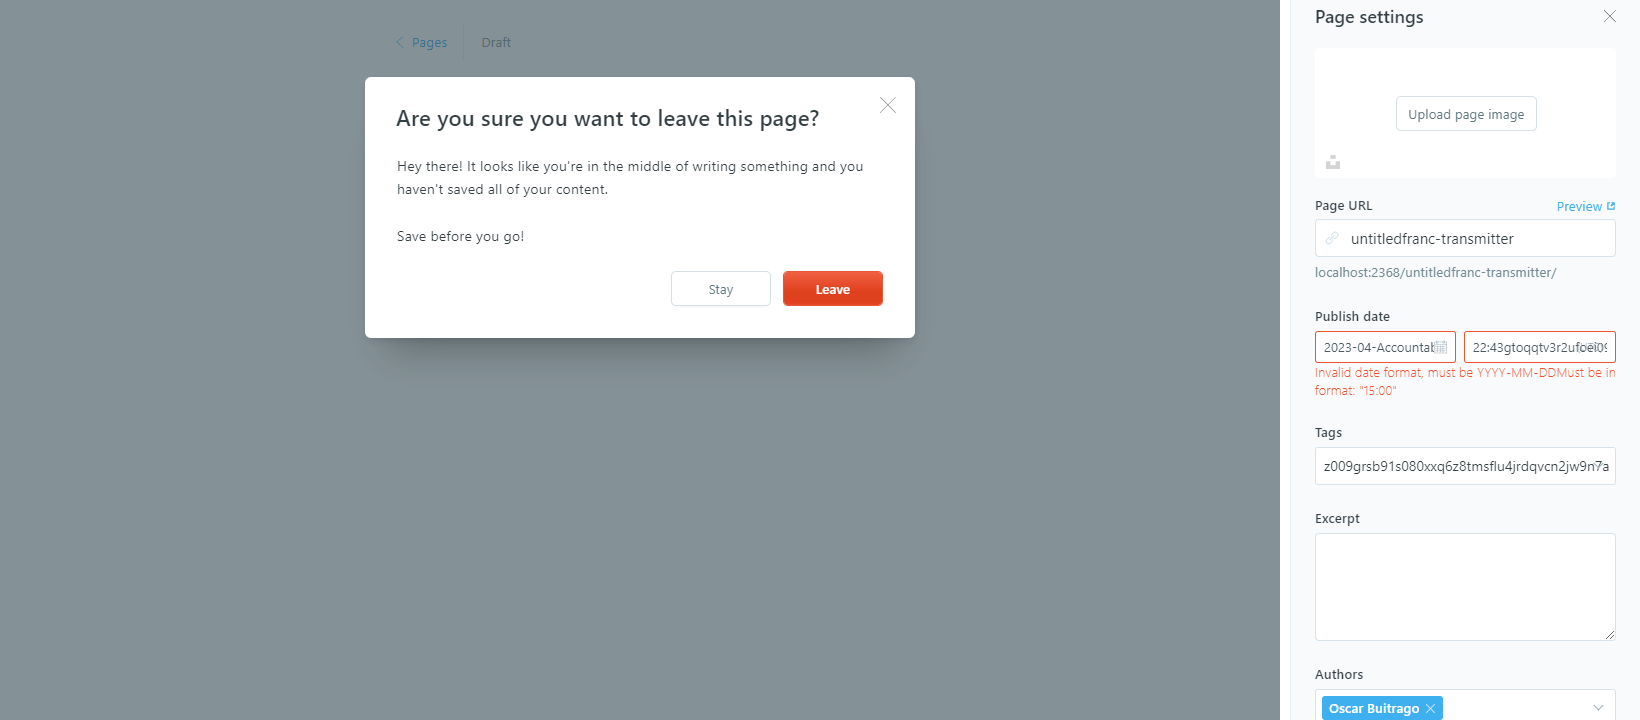 Pages
Draft
Are you sure you want to leave this page?
Hey there! It looks like you're in the middle of writing something and you
haven't saved all of your content.
Save before you go!
Stay
Leave
Page settings
Upload page image
Page URL
Preview
untitledfranc-transmitter
localhost:2368/untitledfranc-transmitter/
Publish date
2023-04-Accountab
Invalid date format, must be YYYY-MM-DDMust be in
format: "15:00"
Tags
z009grsb91s080xxq6z8tmsflu4jrdqvcn2jw9n7a
Excerpt
Authors
Oscar Buitrago